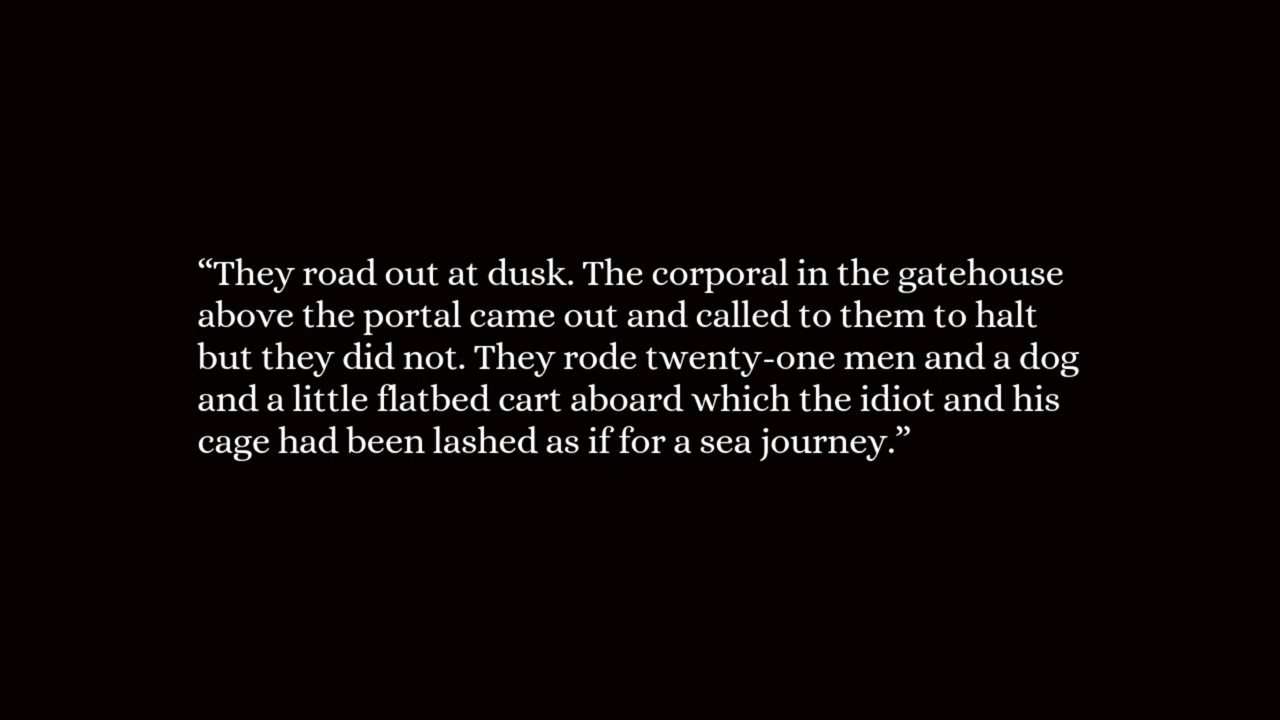 “They road out at dusk. The corporal in the gatehouse
above the portal came out and called to them to halt
but they did not. They rode twenty-one men and a dog
and a little flatbed cart aboard which the idiot and his
cage had been lashed as if for a sea journey.”